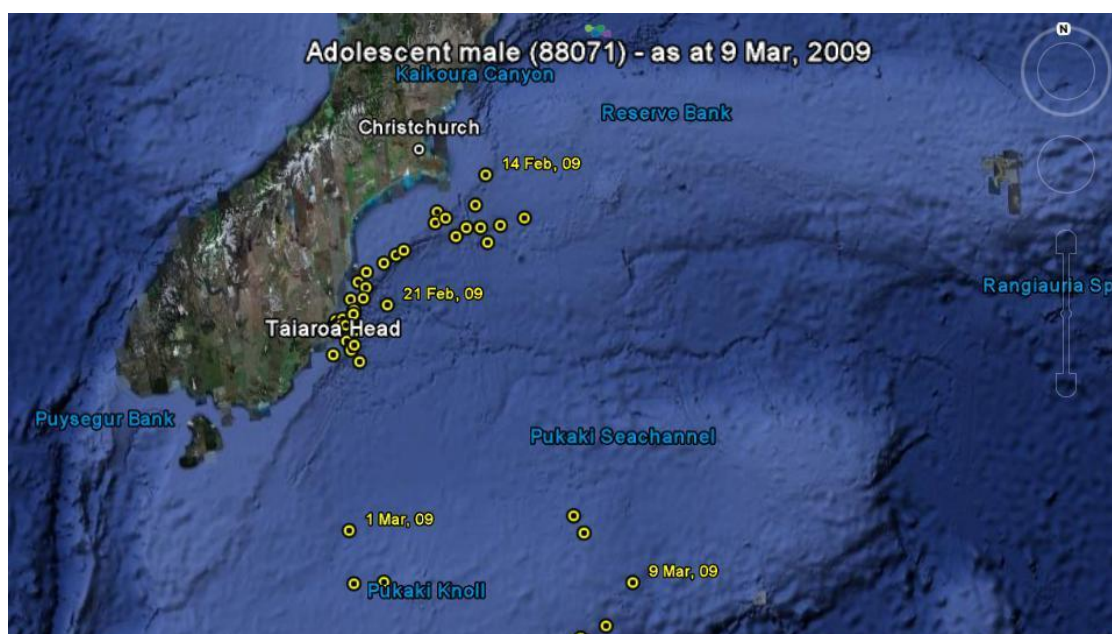 N
Adolescent male (88071) - as at 9 Mar, 2009
Kaikoura Canyon
Reserve Bank
Christchurch
14 Feb, 09
Rangiauria Sp
21 Feb, 09
Taiaroa Head
Puysegur Bank
Pukaki Seachannel
1 Mar, 09
9 Mar, 09
Pukaki Knoll